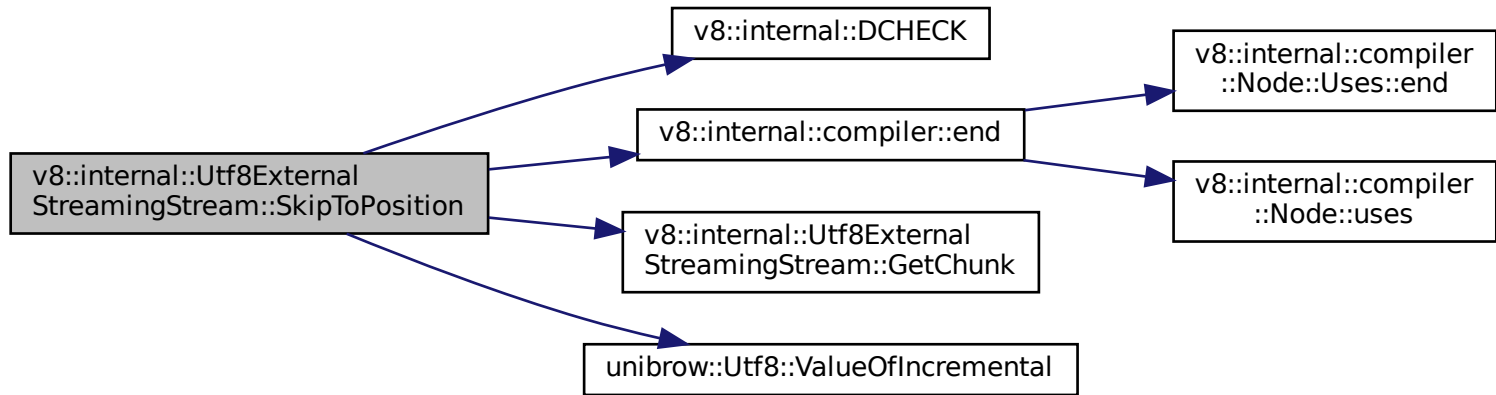 v8::internal::Utf8External
StreamingStream::SkipToPosition
v8::internal::DCHECK
v8::internal::compiler::end
v8::internal::compiler
::Node::Uses::end
v8::internal::compiler
::Node::uses
v8::internal::Utf8External
StreamingStream::GetChunk
unibrow::Utf8::ValueOfIncremental